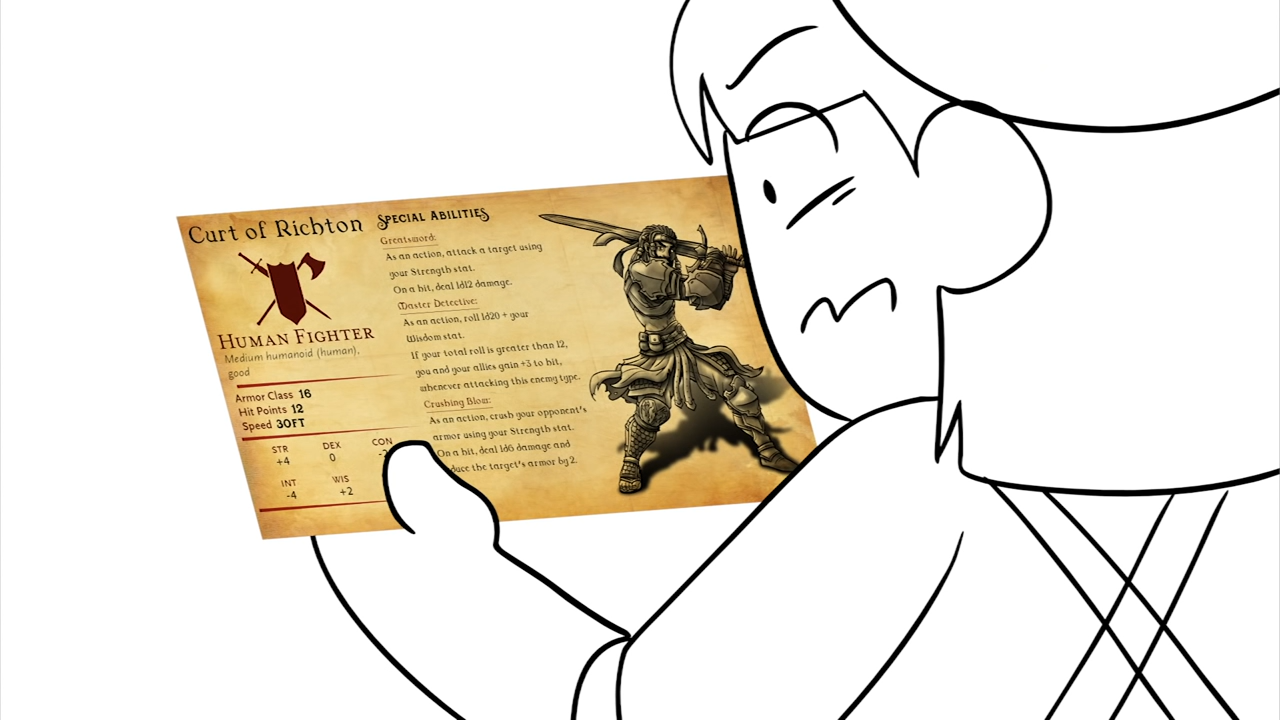 Curt of Richton
HUMAN FIGHTER
Medium humanoid (human),
good
Armor Class 16
Hit Points 12
Speed 30FT
STR DEX CON
+4 0
INT WIS
-4 +2
SPECIAL ABILITIES
Greatsword:
As an action, attack a target using
your Strength stat.
On a hit, deal 1d12 damage.
Master Detective:
As an action, roll 1d20 + your
Wisdom stat.
If your total roll is greater than 12,
you and your allies gain +3 to hit,
whenever attacking this enemy type.
Crushing Blow:
As an action, crush your opponent's
armor using your Strength stat.
On a hit, deal 1d6 damage and
the target's armor by 2.